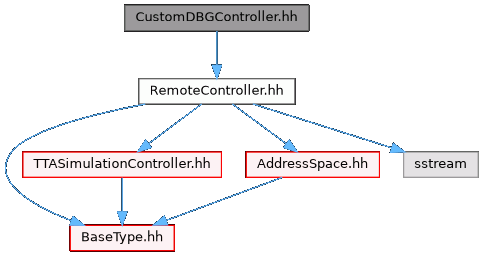 CustomDBGController.hh
RemoteController.hh
TTASimulationController.hh
AddressSpace.hh
sstream
BaseType.hh